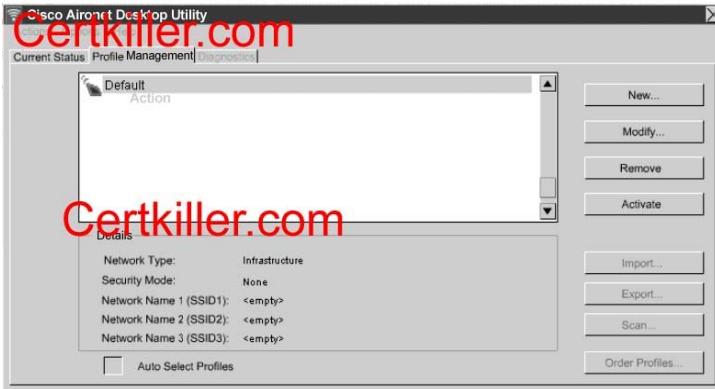 Cisco Aironet Desktop Utility
Certkiller.com
Current Status Profile Management Diagnostics
Default
Action
New...
Modify...
Remove
Activate
Certkiller.com
Details
Network Type: Infrastructure
Security Mode: None
Network Name 1 (SSID1): <empty>
Network Name 2 (SSID2): <empty>
Network Name 3 (SSID3): <empty>
Import...
Export...
Scan...
Order Profiles...
Auto Select Profiles